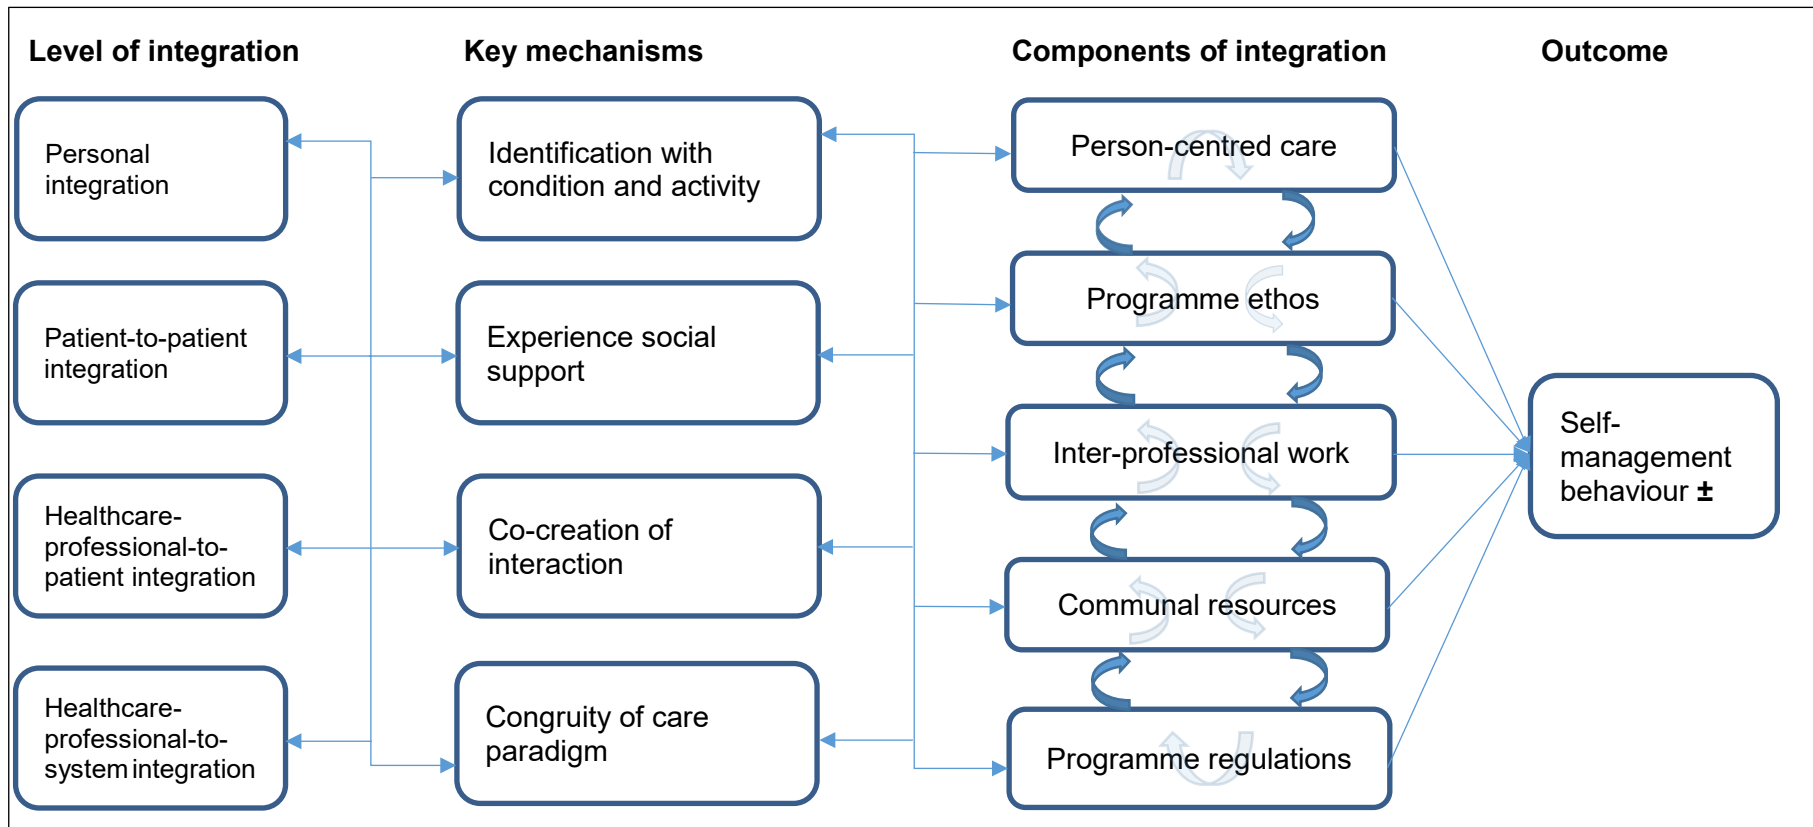 Level of integration
Key mechanisms
Components of integration
Outcome
Personal
integration
Patient-to-patient
integration
Healthcare-
professional-to-
patient integration
Healthcare-
professional-to-
system integration
Identification with
condition and activity
Experience social
support
Co-creation of
interaction
Congruity of care
paradigm
Person-centred care
Programme ethos
Inter-professional work
Communal resources
Programme regulations
Self-
management
behaviour ±